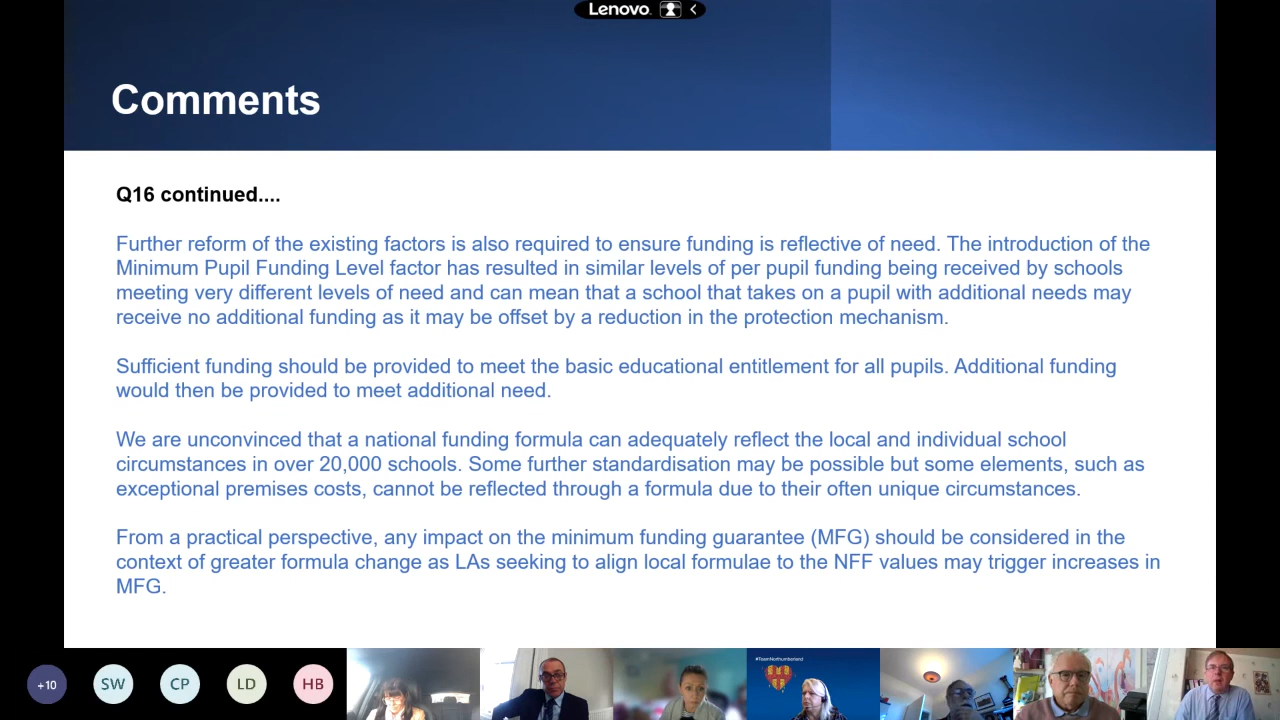 Lenovo
Comments
Q16 continued....
Further reform of the existing factors is also required to ensure funding is reflective of need. The introduction of the
Minimum Pupil Funding Level factor has resulted in similar levels of per pupil funding being received by schools
meeting very different levels of need and can mean that a school that takes on a pupil with additional needs may
receive no additional funding as it may be offset by a reduction in the protection mechanism.
Sufficient funding should be provided to meet the basic educational entitlement for all pupils. Additional funding
would then be provided to meet additional need.
We are unconvinced that a national funding formula can adequately reflect the local and individual school
circumstances in over 20,000 schools. Some further standardisation may be possible but some elements, such as
exceptional premises costs, cannot be reflected through a formula due to their often unique circumstances.
From a practical perspective, any impact on the minimum funding guarantee (MFG) should be considered in the
context of greater formula change as LAs seeking to align local formulae to the NFF values may trigger increases in
MFG.
#TeamNorthumberland
+10 SW CP LD HB